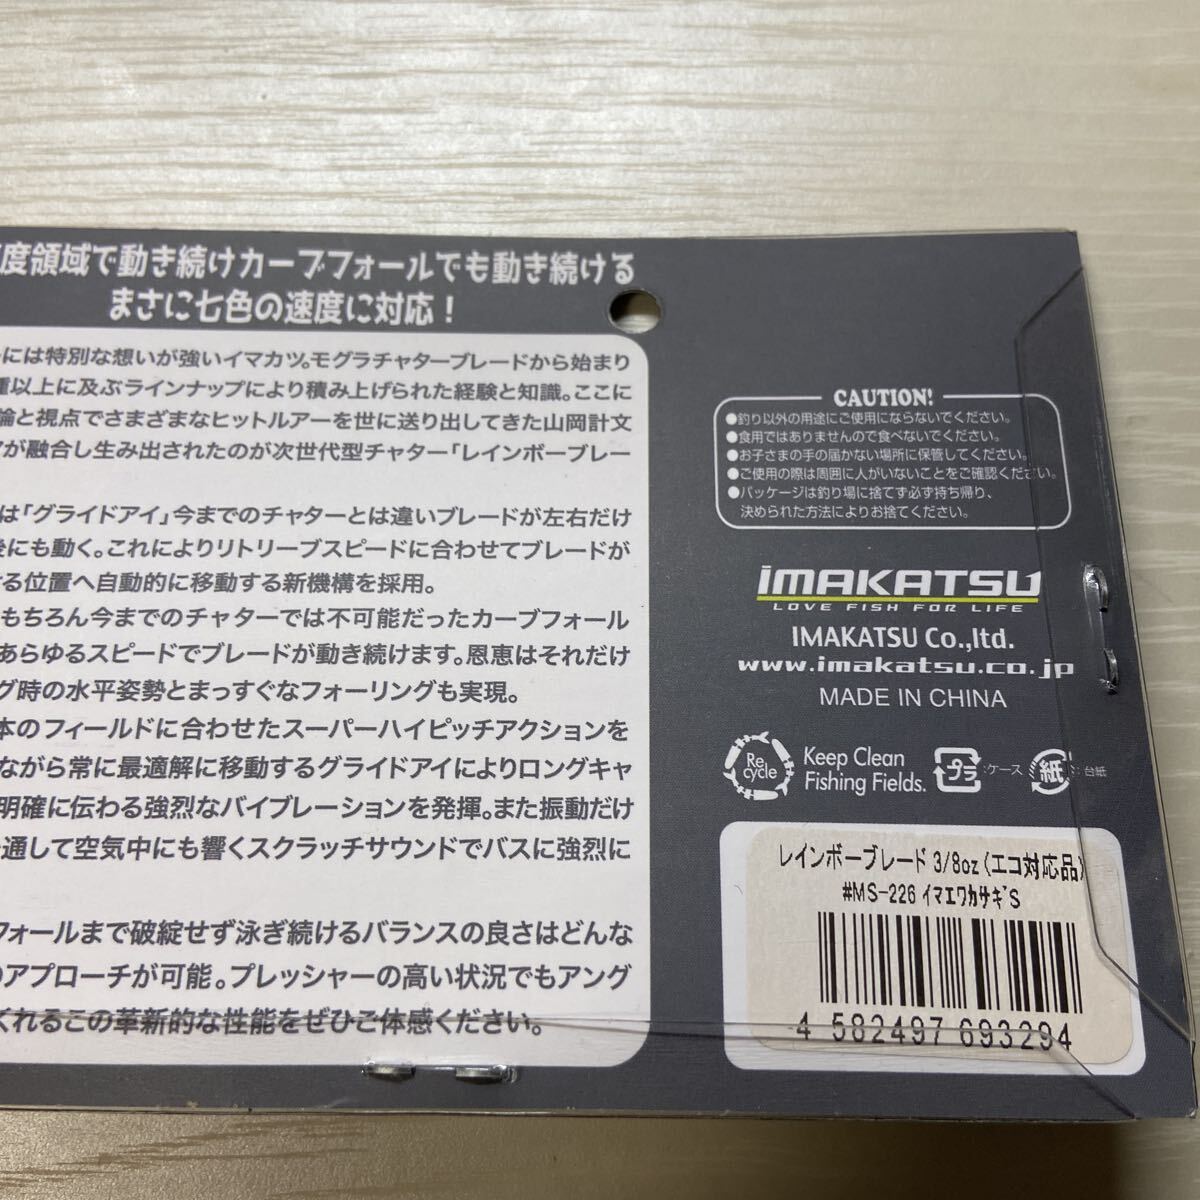 度領域で動き続けカーブフォールでも動き続ける
まさに七色の速度に対応！
には特別な想いが強いイマカツ。モグラチャターブレードから始まり
種以上に及ぶラインナップにより積み上げられた経験と知識。ここに
論と視点でさまざまなヒットルアーを世に送り出してきた山岡計文
が融合し生み出されたのが次世代型チャター「レインボーブレー
は「グライドアイ」今までのチャターとは違いブレードが左右だけ
後にも動く。これによりリトリーブスピードに合わせてブレードが
る位置へ自動的に移動する新機構を採用。
もちろん今までのチャターでは不可能だったカーブフォール
あらゆるスピードでブレードが動き続けます。恩恵はそれだけ
グ時の水平姿勢とまっすぐなフォーリングも実現。
本のフィールドに合わせたスーパーハイピッチアクションを
ながら常に最適解に移動するグライドアイによりロングキャ
明確に伝わる強烈なバイブレーションを発揮。また振動だけ
通して空気中にも響くスクラッチサウンドでバスに強烈に
フォールまで破綻せず泳ぎ続けるバランスの良さはどんな
のアプローチが可能。プレッシャーの高い状況でもアング
くれるこの革新的な性能をぜひご体感ください。
CAUTION!
●釣り以外の用途にご使用にならないでください。
●食用ではありませんので食べないでください。
●お子さまの手の届かない場所に保管してください。
●ご使用の際は周囲に人がいないことをご確認ください。
●パッケージは釣り場に捨てず必ず持ち帰り、
決められた方法によりお捨てください。
IMAKATSU
LOVE FISH FOR LIFE
IMAKATSU Co.,ltd.
www.imakatsu.co.jp
MADE IN CHINA
Re cycle
Keep Clean
Fishing Fields.
プラ
:ケース
紙
:台紙
レインボーブレード 3/8oz（エコ対応品）
#MS-226 ｲﾏｴﾜｶｻｷﾞS
4 582497 693294